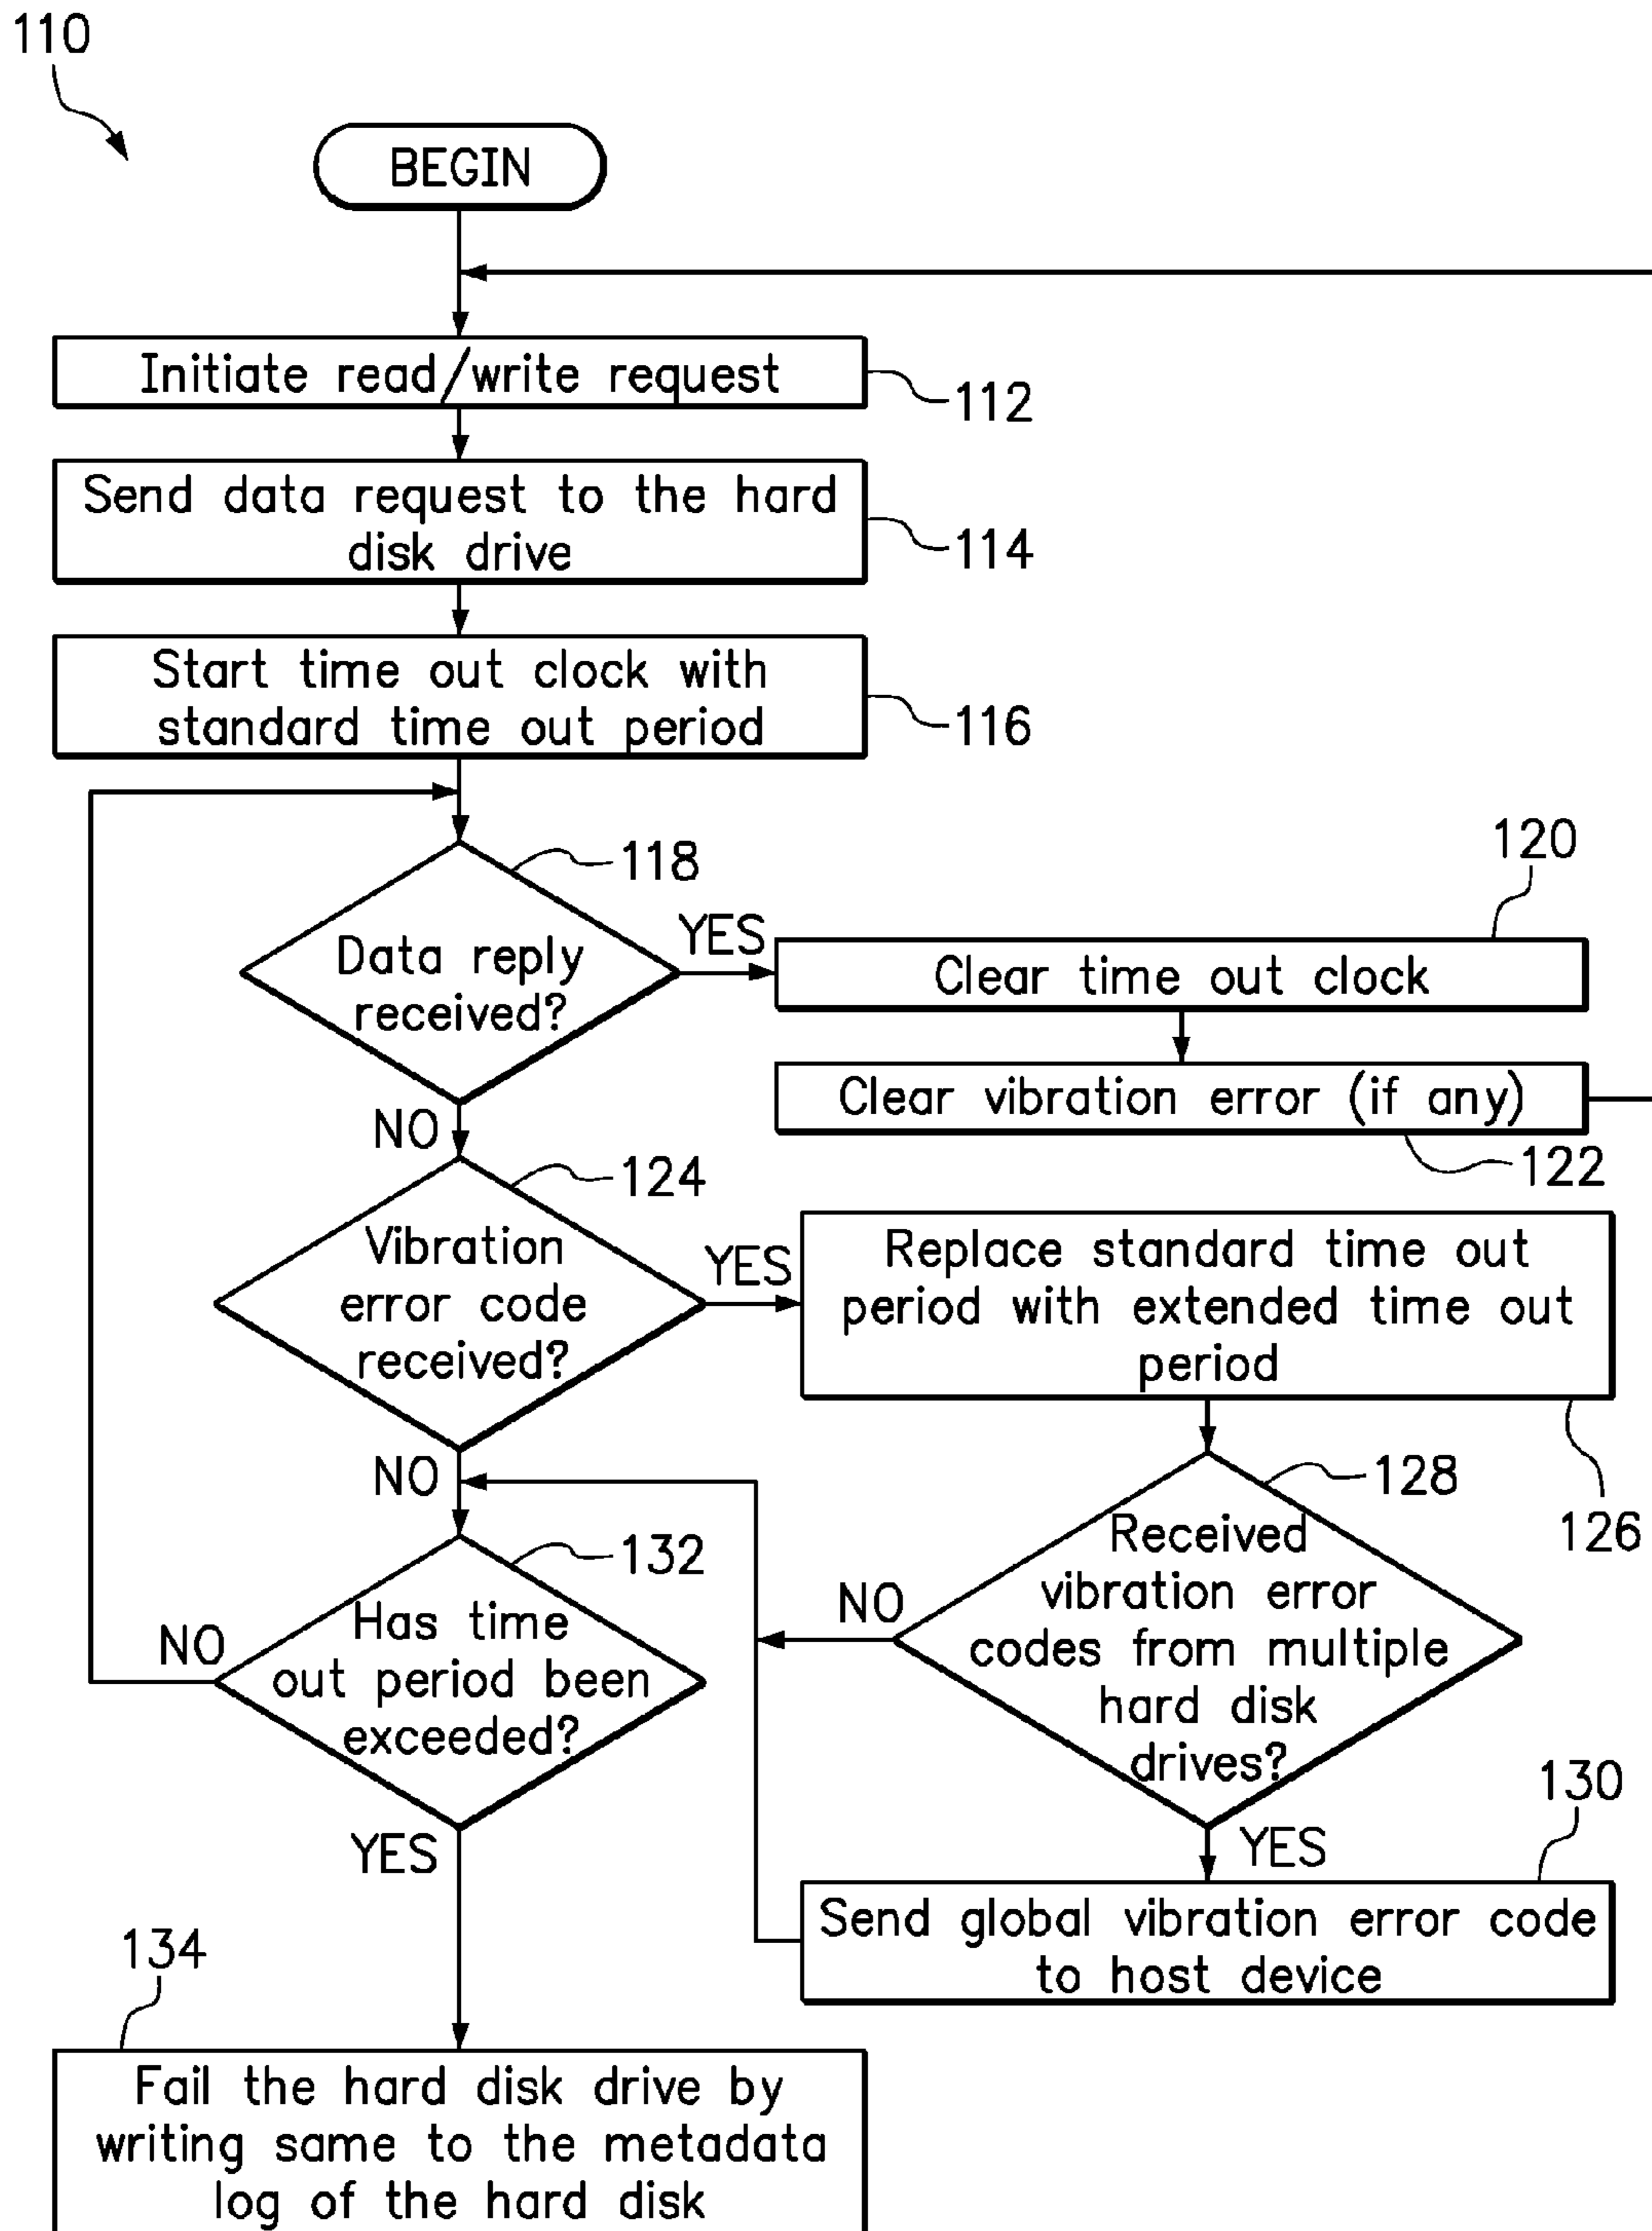 110
BEGIN
Initiate read/write request
112
Send data request to the hard
disk drive
114
Start time out clock with
standard time out period
116
118
Data reply
received?
YES
120
Clear time out clock
Clear vibration error (if any)
122
NO
124
Vibration
error code
received?
YES
Replace standard time out
period with extended time out
period
126
NO
128
Received
vibration error
codes from multiple
hard disk
drives?
NO
YES
130
Send global vibration error code
to host device
132
Has time
out period been
exceeded?
NO
YES
134
Fail the hard disk drive by
writing same to the metadata
log of the hard disk